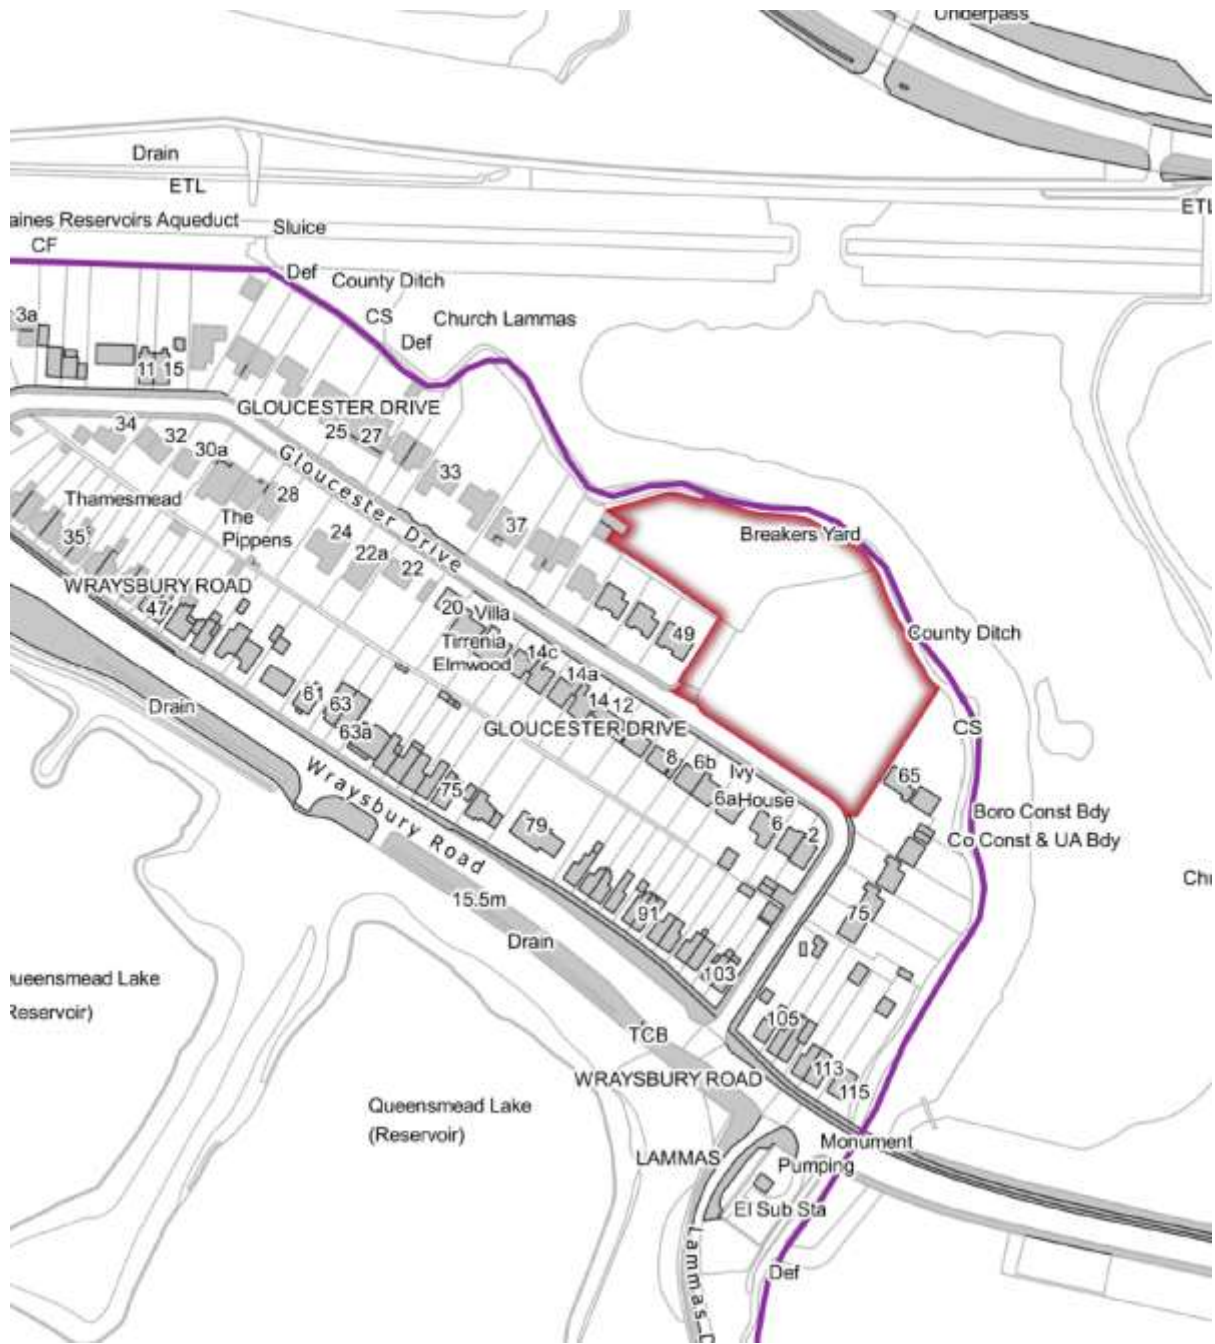 Underpass
Drain
ETL
ETL
aines Reservoirs Aqueduct
Sluice
CF
Def
County Ditch
CS
Def
Church Lammas
3a
11
15
GLOUCESTER DRIVE
34
32
30a
25
27
33
28
Gloucester Drive
Thamesmead
The
Pippens
37
35
24
22a
22
Breakers Yard
WRAYSBURY ROAD
47
20
Villa
Tirrenia
Elmwood
49
County Ditch
14c
14a
14
12
61
63
63a
Drain
GLOUCESTER DRIVE
CS
8
6b
Ivy
House
6a
6
2
65
Wraysbury Road
75
79
Boro Const Bdy
Co Const & UA Bdy
Chu
15.5m
91
75
Drain
103
ueensmead Lake
Reservoir)
105
TCB
WRAYSBURY ROAD
113
115
Queensmead Lake
(Reservoir)
Monument
LAMMAS
Pumping
El Sub Sta
Lammas D
Def